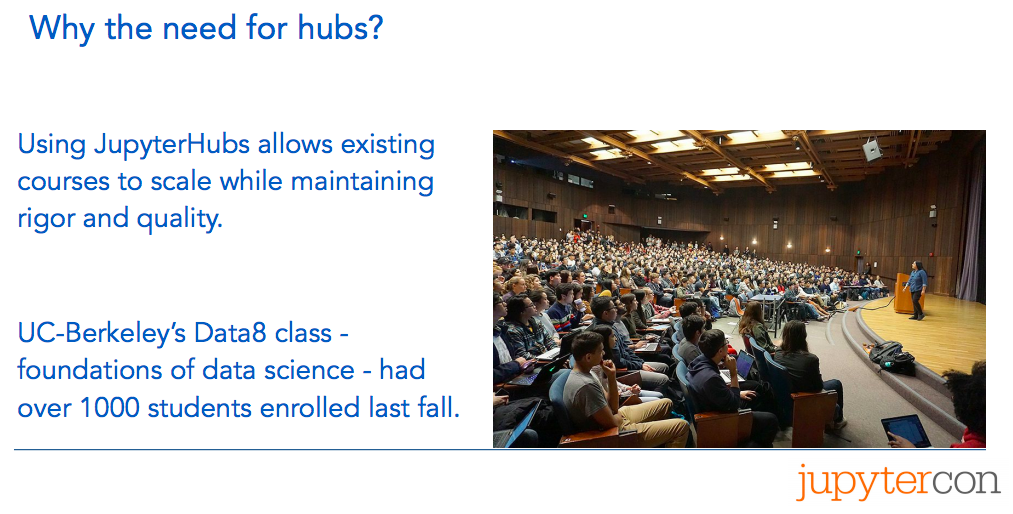 Why the need for hubs?
Using JupyterHubs allows existing
courses to scale while maintaining
rigor and quality.
UC-Berkeley’s Data8 class -
foundations of data science - had
over 1000 students enrolled last fall.
jupytercon